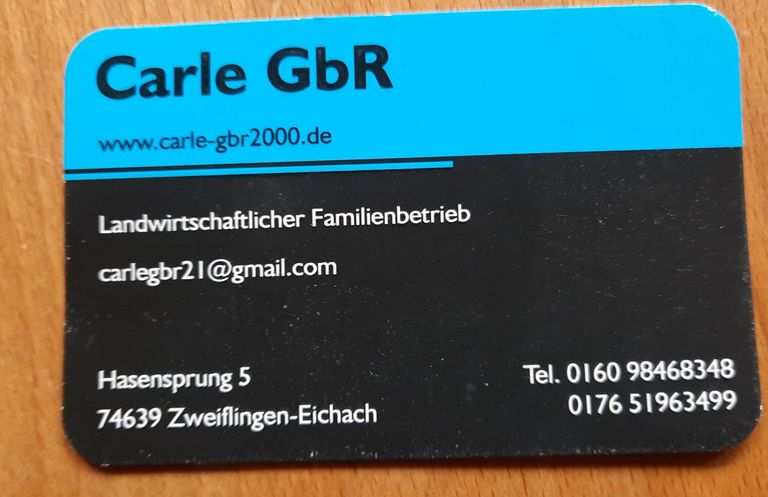 Carle GbR
www.carle-gbr2000.de
Landwirtschaftlicher Familienbetrieb
carlegbr21@gmail.com
Hasensprung 5
74639 Zweiflingen-Eichach
Tel. 0160 98468348
0176 51963499